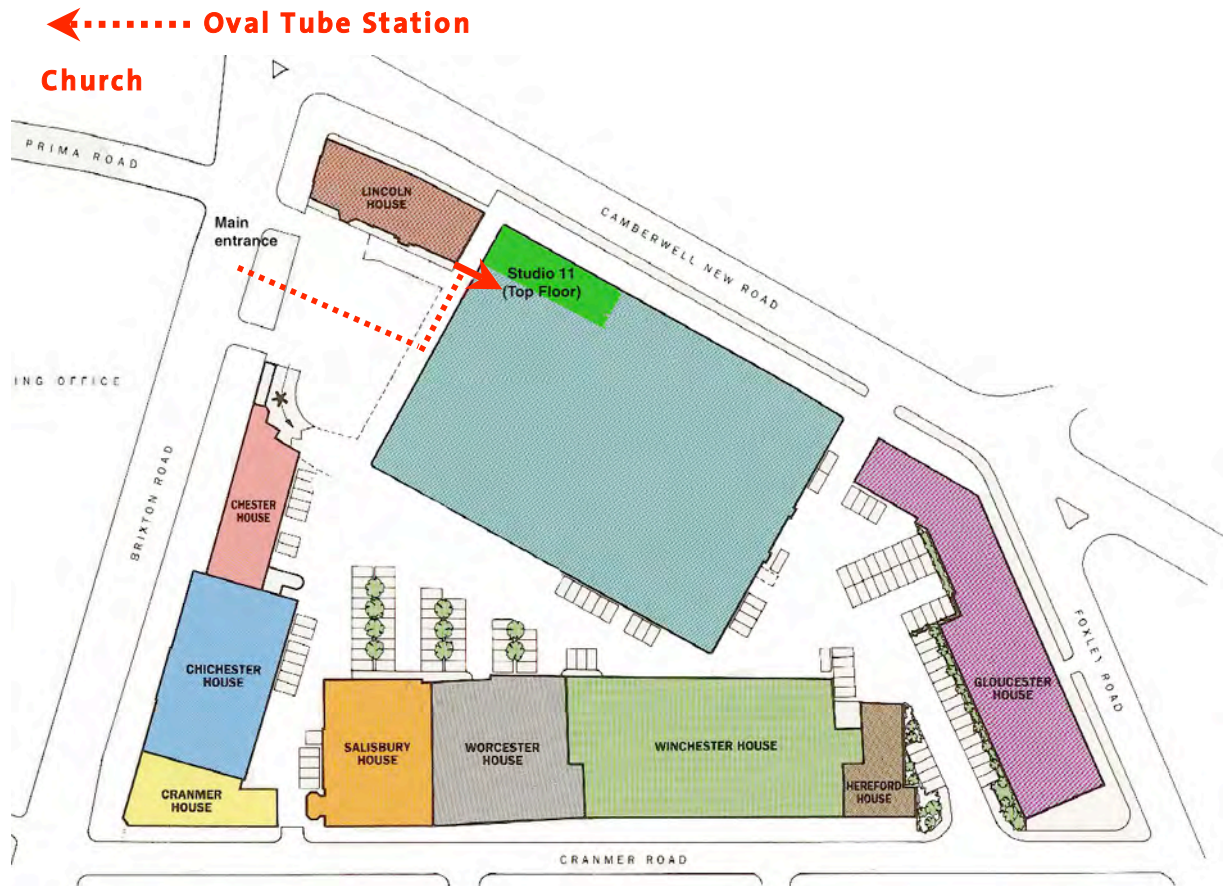 Oval Tube Station
Church
PRIMA ROAD
LINCOLN
HOUSE
Main
entrance
CAMBERWELL NEW ROAD
Studio 11
(Top Floor)
ING OFFICE
BRIXTON ROAD
CHESTER
HOUSE
CHICHESTER
HOUSE
CRANMER
HOUSE
SALISBURY
HOUSE
WORCESTER
HOUSE
WINCHESTER HOUSE
HEREFORD
HOUSE
GLOUCESTER
HOUSE
FOXLEY ROAD
CRANMER ROAD